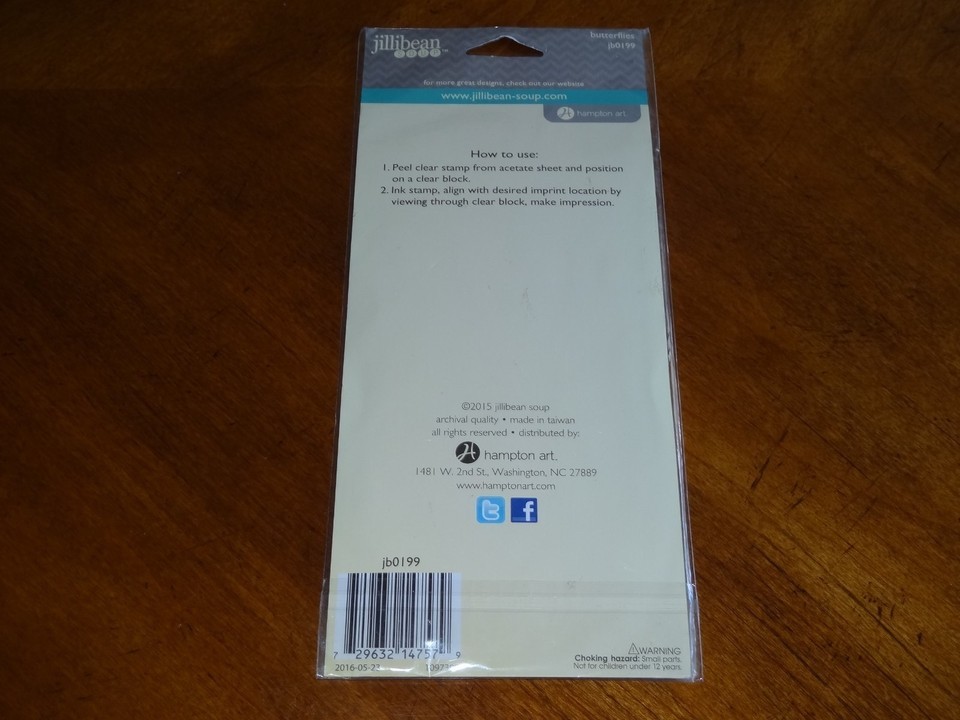 jillibean
SOUP™
butterflies
jb0199
for more great designs, check out our website
www.jillibean-soup.com
hampton art.
How to use:
1. Peel clear stamp from acetate sheet and position
on a clear block.
2. Ink stamp, align with desired imprint location by
viewing through clear block, make impression.
©2015 jillibean soup
archival quality • made in taiwan
all rights reserved • distributed by:
hampton art.
1481 W. 2nd St., Washington, NC 27889
www.hamptonart.com
jb0199
7 29632 14757 9
2016-05-23
WARNING
Choking hazard: Small parts.
Not for children under 12 years.